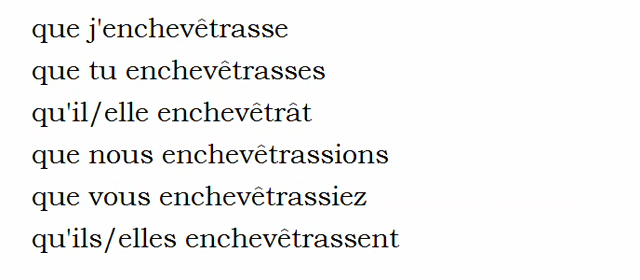 que j'enchevêtrasse
que tu enchevêtrasses
qu'il/elle enchevêtrât
que nous enchevêtrassions
que vous enchevêtrassiez
qu'ils/elles enchevêtrassent